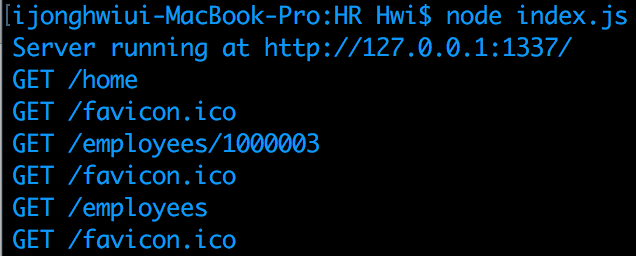 [ijonghwiui-MacBook-Pro:HR Hwi$ node index.js
Server running at http://127.0.0.1:1337/
GET /home
GET /favicon.ico
GET /employees/1000003
GET /favicon.ico
GET /employees
GET /favicon.ico